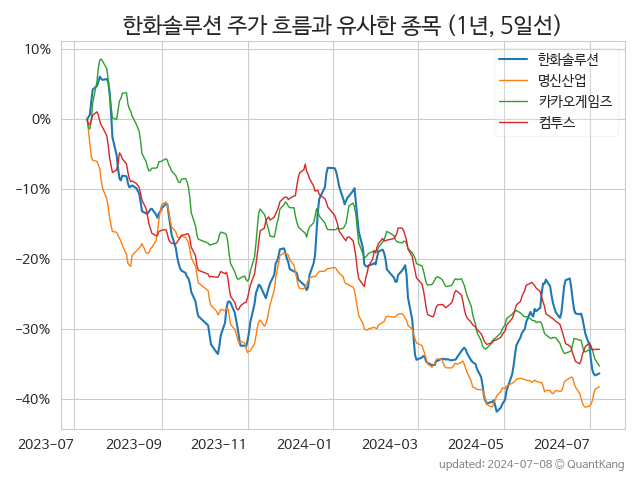 한화솔루션 주가 흐름과 유사한 종목 (1년, 5일선)
10%
0%
−10%
−20%
−30%
−40%
한화솔루션
명신산업
카카오게임즈
컴투스
2023-07
2023-09
2023-11
2024-01
2024-03
2024-05
2024-07
updated: 2024-07-08 © QuantKang